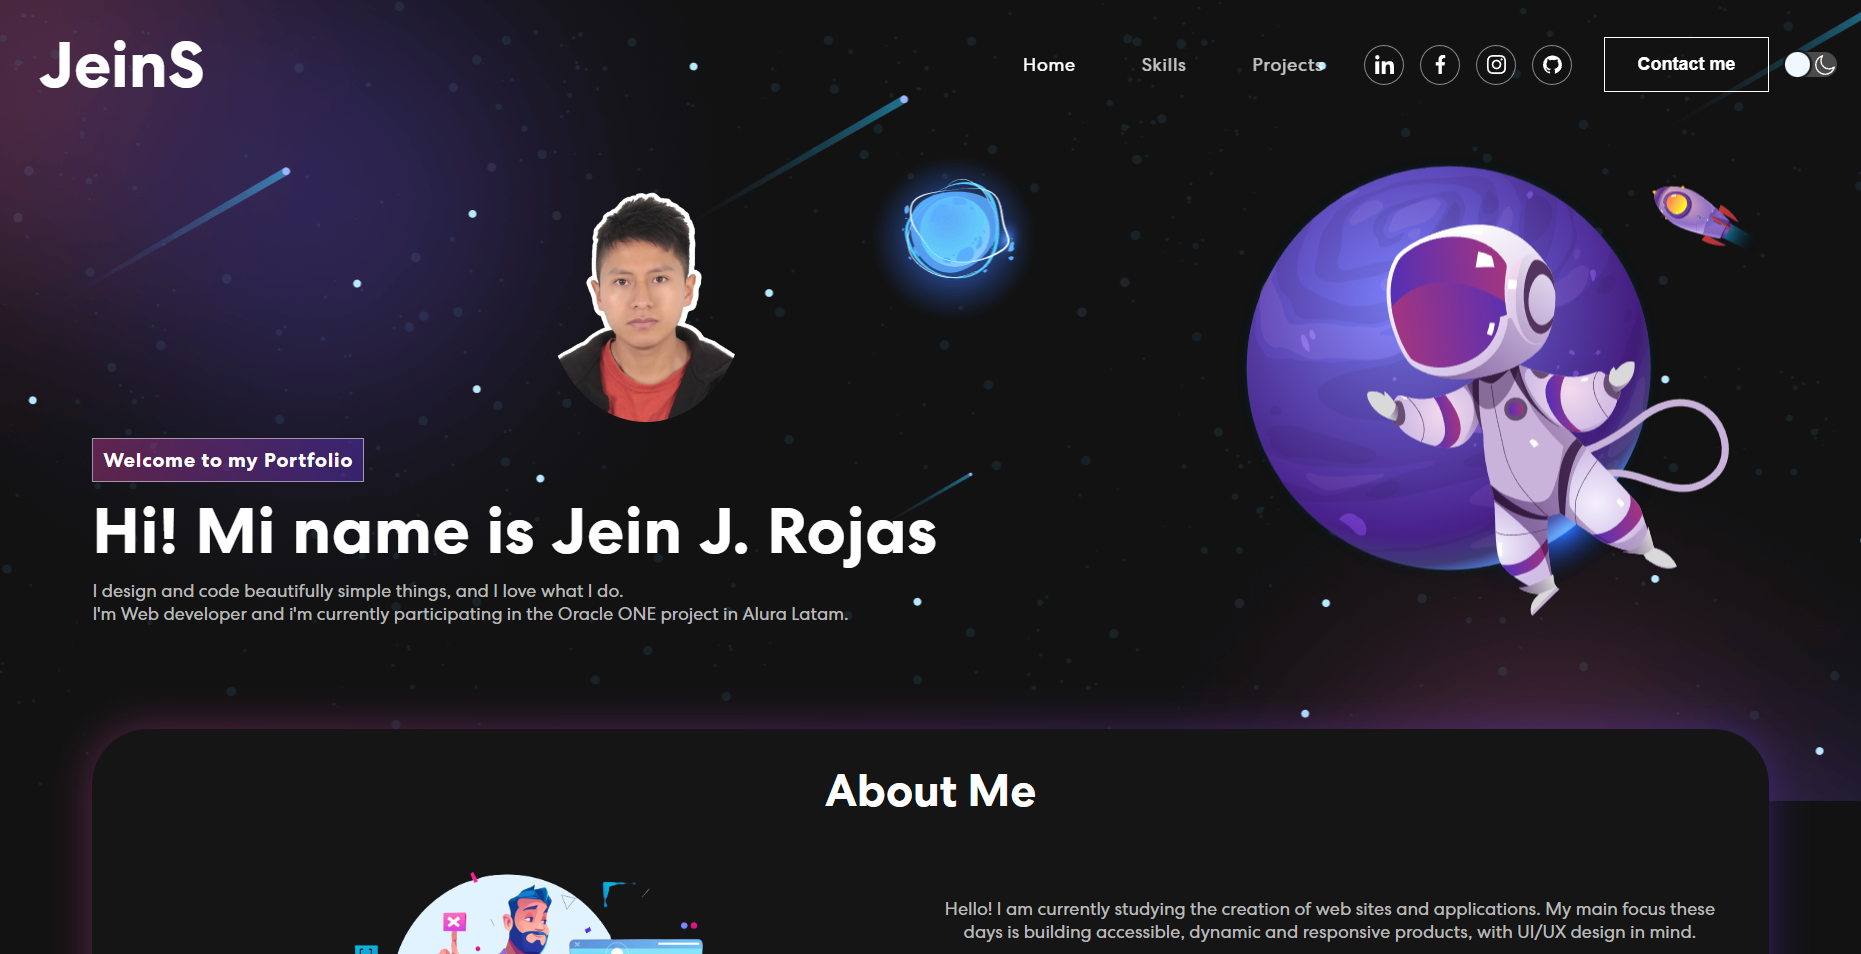 JeinS
Home
Skills
Projects
Contact me
Welcome to my Portfolio
Hi! Mi name is Jein J. Rojas
I design and code beautifully simple things, and I love what I do.
I'm Web developer and i'm currently participating in the Oracle ONE project in Alura Latam.
About Me
Hello! I am currently studying the creation of web sites and applications. My main focus these
days is building accessible, dynamic and responsive products, with UI/UX design in mind.